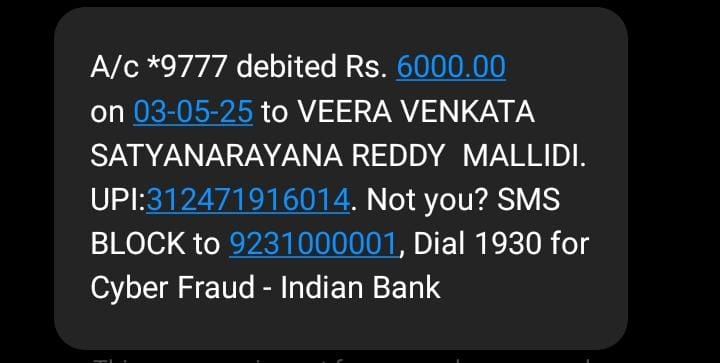 A/c *9777 debited Rs. 6000.00
on 03-05-25 to VEERA VENKATA
SATYANARAYANA REDDY  MALLIDI.
UPI:312471916014. Not you? SMS
BLOCK to 9231000001, Dial 1930 for
Cyber Fraud - Indian Bank